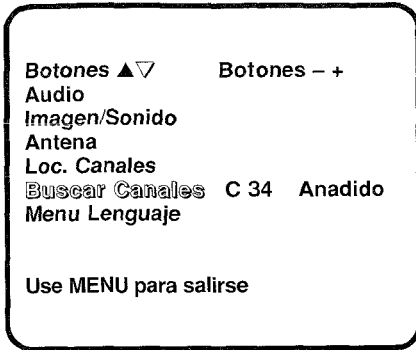 Botones ▲▽ Botones – +
Audio
Imagen/Sonido
Antena
Loc. Canales
Buscar Canales C 34 Anadido
Menu Lenguaje
Use MENU para salirse